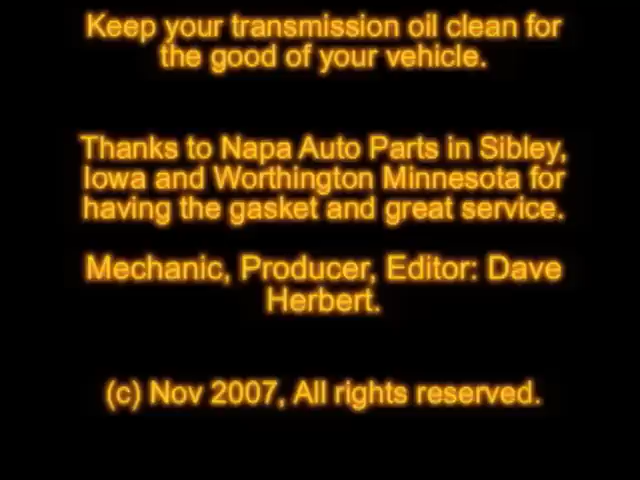 Keep your transmission oil clean for
the good of your vehicle.
Thanks to Napa Auto Parts in Sibley,
Iowa and Worthington Minnesota for
having the gasket and great service.
Mechanic, Producer, Editor: Dave
Herbert.
(c) Nov 2007, All rights reserved.